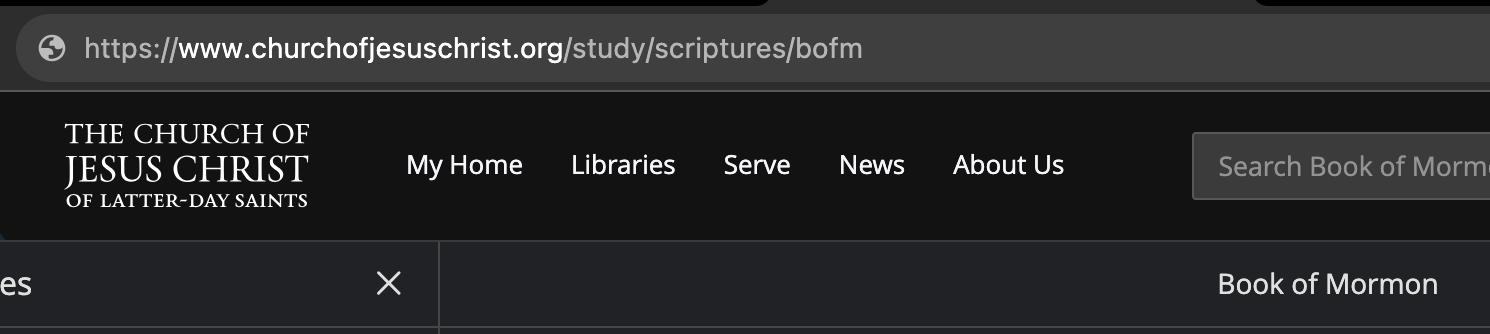 https://www.churchofjesuschrist.org/study/scriptures/bofm
THE CHURCH OF
JESUS CHRIST
OF LATTER-DAY SAINTS
My Home Libraries Serve News About Us
Search Book of Morm
es
Book of Mormon